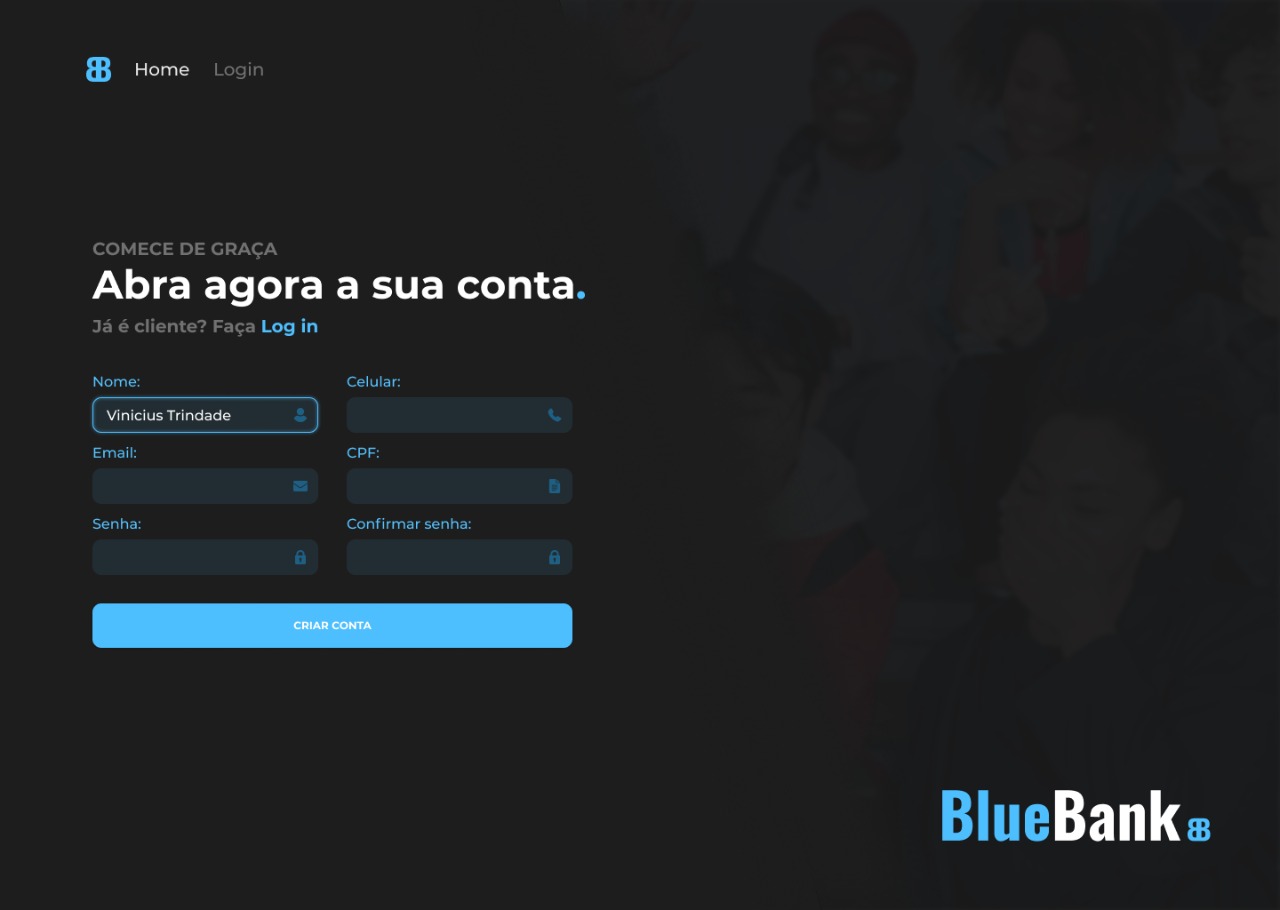 Home Login
COMECE DE GRAÇA
Abra agora a sua conta.
Já é cliente? Faça Log in
Nome: Celular:
Vinicius Trindade
Email: CPF:
Senha: Confirmar senha:
CRIAR CONTA
BlueBank